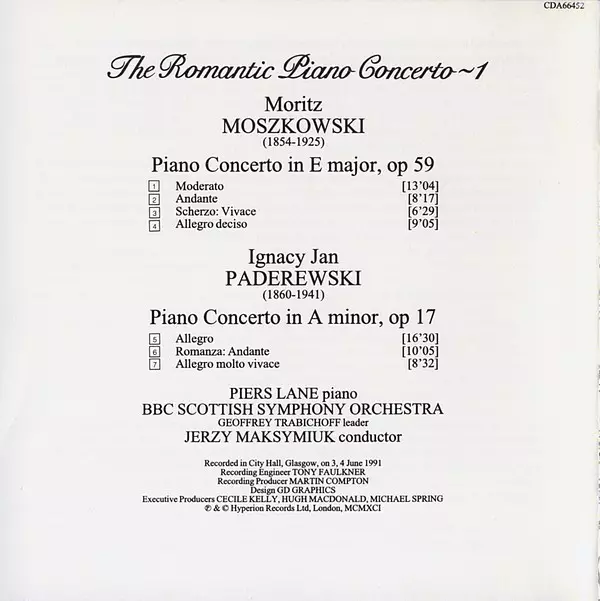 CDA66452
The Romantic Piano Concerto~1
Moritz
MOSZKOWSKI
(1854-1925)
Piano Concerto in E major, op 59
1 Moderato [13'04]
2 Andante [8'17]
3 Scherzo: Vivace [6'29]
4 Allegro deciso [9'05]
Ignacy Jan
PADEREWSKI
(1860-1941)
Piano Concerto in A minor, op 17
5 Allegro [16'30]
6 Romanza: Andante [10'05]
7 Allegro molto vivace [8'32]
PIERS LANE piano
BBC SCOTTISH SYMPHONY ORCHESTRA
GEOFFREY TRABICHOFF leader
JERZY MAKSYMIUK conductor
Recorded in City Hall, Glasgow, on 3, 4 June 1991
Recording Engineer TONY FAULKNER
Recording Producer MARTIN COMPTON
Design GD GRAPHICS
Executive Producers CECILE KELLY, HUGH MACDONALD, MICHAEL SPRING
℗ & © Hyperion Records Ltd, London, MCMXCI